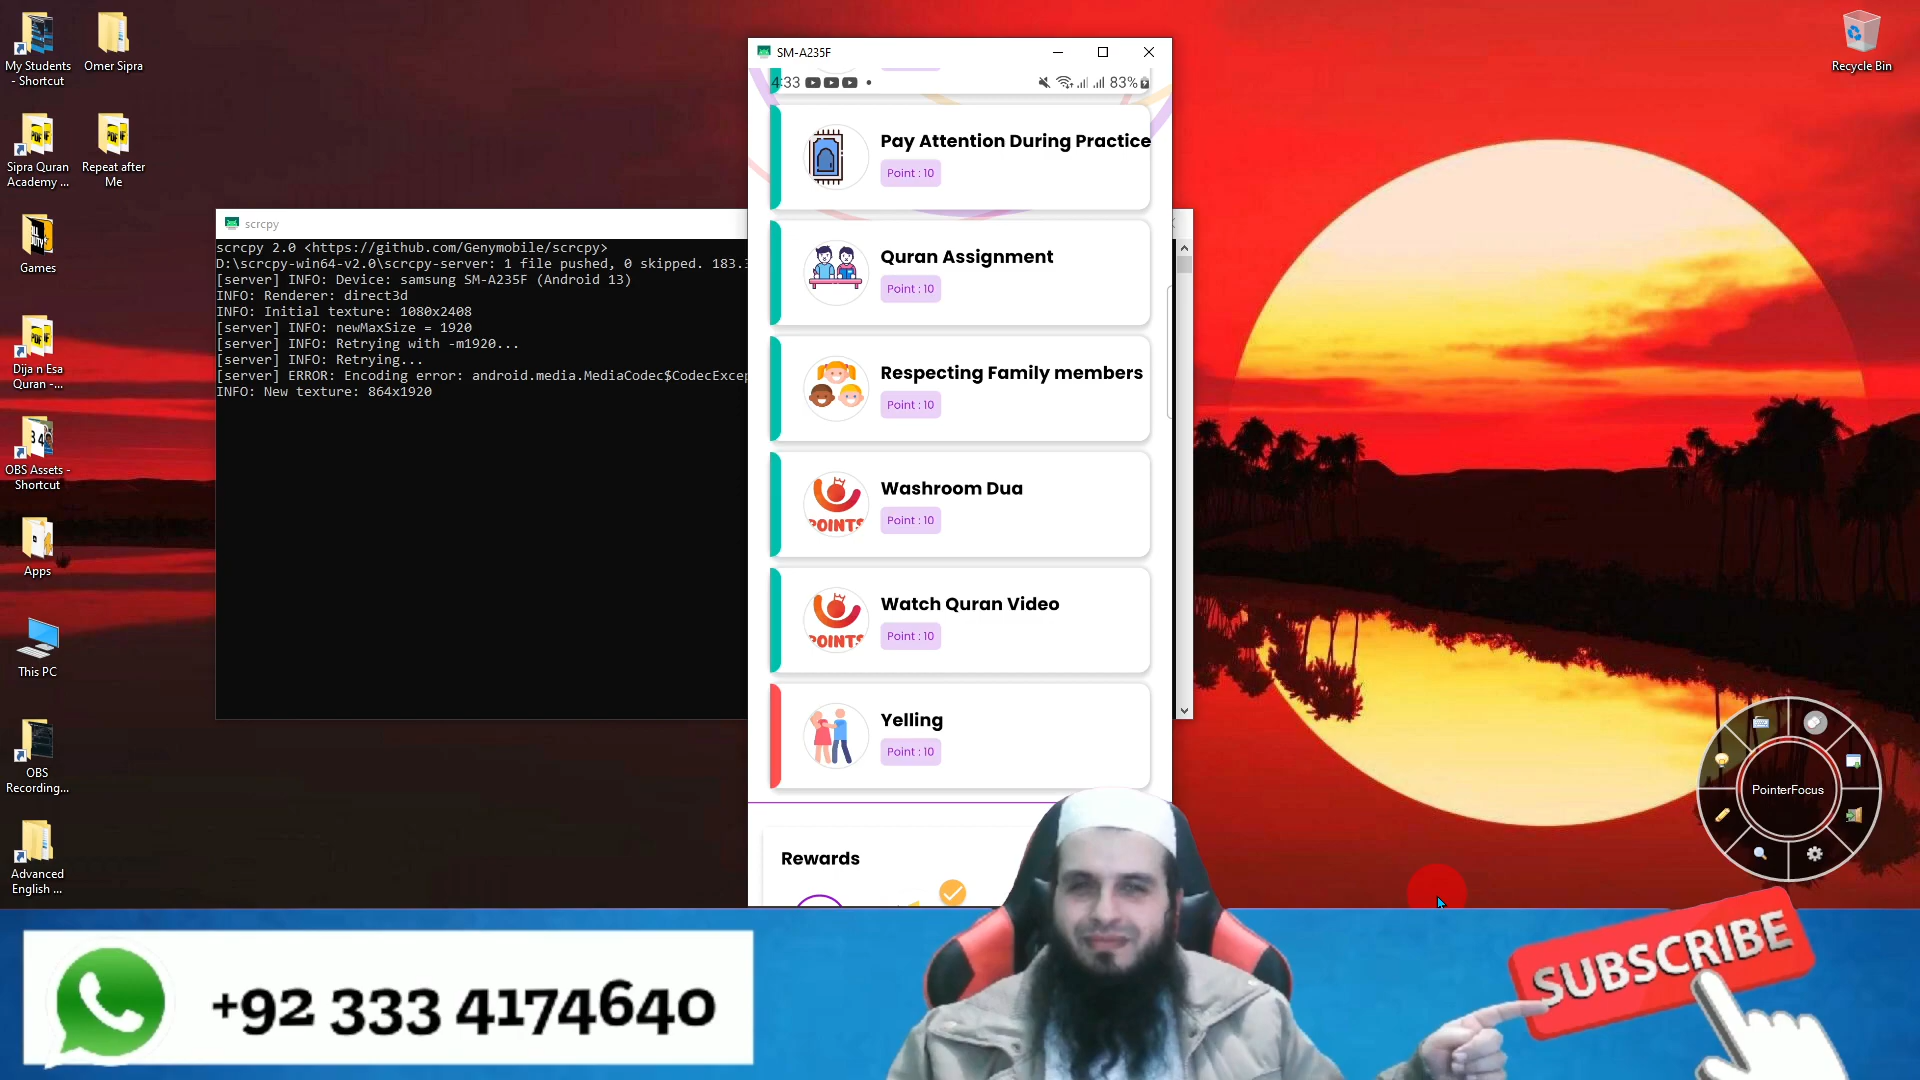 My Students
- Shortcut
Omer Sipra
Sipra Quran
Academy ...
Repeat after
Me
Games
Dija n Esa
Quran -...
OBS Assets -
Shortcut
Apps
This PC
OBS
Recording...
Advanced
English ...
Recycle Bin
scrcpy
scrcpy 2.0 <https://github.com/Genymobile/scrcpy>
D:\scrcpy-win64-v2.0\scrcpy-server: 1 file pushed, 0 skipped. 183.3
[server] INFO: Device: samsung SM-A235F (Android 13)
INFO: Renderer: direct3d
INFO: Initial texture: 1080x2408
[server] INFO: newMaxSize = 1920
[server] INFO: Retrying with -m1920...
[server] INFO: Retrying...
[server] ERROR: Encoding error: android.media.MediaCodec$CodecExcep
INFO: New texture: 864x1920
SM-A235F
4:33
83%
Pay Attention During Practice
Point : 10
Quran Assignment
Point : 10
Respecting Family members
Point : 10
POINTS
Washroom Dua
Point : 10
POINTS
Watch Quran Video
Point : 10
Yelling
Point : 10
Rewards
PointerFocus
+92 333 4174640
SUBSCRIBE